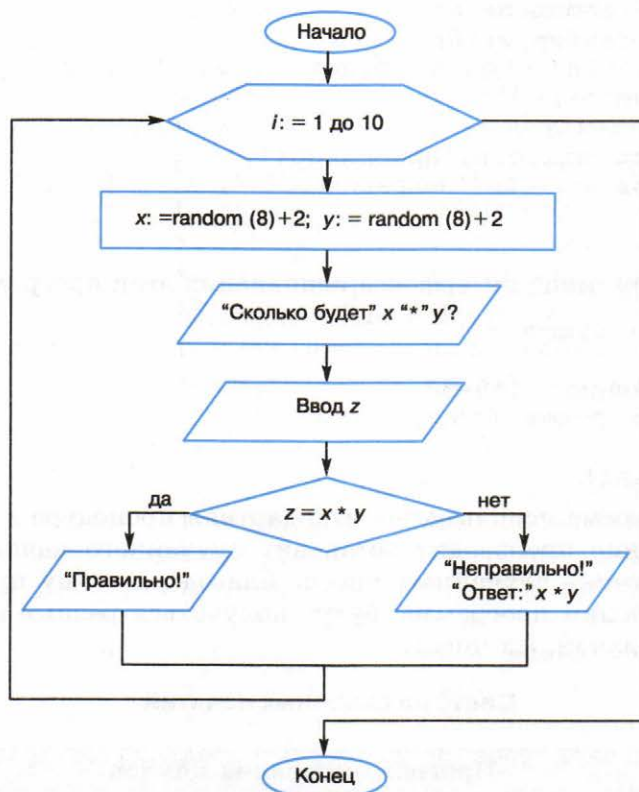 Начало
i: = 1 до 10
x: =random (8)+2; y: = random (8)+2
“Сколько будет” x “*” y?
Ввод z
да
z = x * y
нет
“Правильно!”
“Неправильно!”
“Ответ:” x * y
Конец